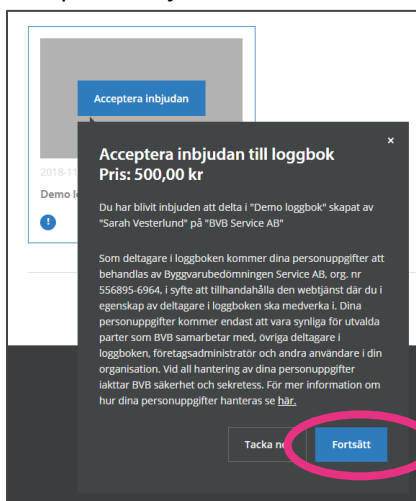 Acceptera inbjudan
2018-11
Demo
Acceptera inbjudan till loggbok
Pris: 500,00 kr
×
Du har blivit inbjuden att delta i "Demo loggbok" skapat av
"Sarah Vesterlund" på "BVB Service AB"
Som deltagare i loggboken kommer dina personuppgifter att
behandlas av Byggvarubedömningen Service AB, org. nr
556895-6964, i syfte att tillhandahålla den webtjänst där du i
egenskap av deltagare i loggboken ska medverka i. Dina
personuppgifter kommer endast att vara synliga för utvalda
parter som BVB samarbetar med, övriga deltagare i
loggboken, företagsadministratör och andra användare i din
organisation. Vid all hantering av dina personuppgifter
iakttar BVB säkerhet och sekretess. För mer information om
hur dina personuppgifter hanteras se här.
Tacka
Fortsätt